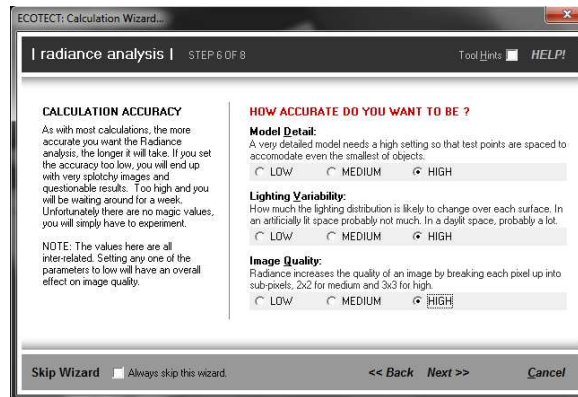 ECOTECT: Calculation Wizard...
| radiance analysis | STEP 6 OF 8
Tool Hints HELP!
CALCULATION ACCURACY
As with most calculations, the more
accurate you want the Radiance
analysis, the longer it will take. If you set
the accuracy too low, you will end up
with very splotchy images and
questionable results. Too high and you
will be waiting around for a week.
Unfortunately there are no magic values,
you will simply have to experiment.
NOTE: The values here are all
inter-related. Setting any one of the
parameters to low will have an overall
effect on image quality.
HOW ACCURATE DO YOU WANT TO BE ?
Model Detail:
A very detailed model needs a high setting so that test points are spaced to
accomodate even the smallest of objects.
LOW MEDIUM HIGH
Lighting Variability:
How much the lighting distribution is likely to change over each surface. In
an artificially lit space probably not much. In a daylit space, probably a lot.
LOW MEDIUM HIGH
Image Quality:
Radiance increases the quality of an image by breaking each pixel up into
sub-pixels, 2x2 for medium and 3x3 for high.
LOW MEDIUM HIGH
Skip Wizard Always skip this wizard.
<< Back Next >> Cancel